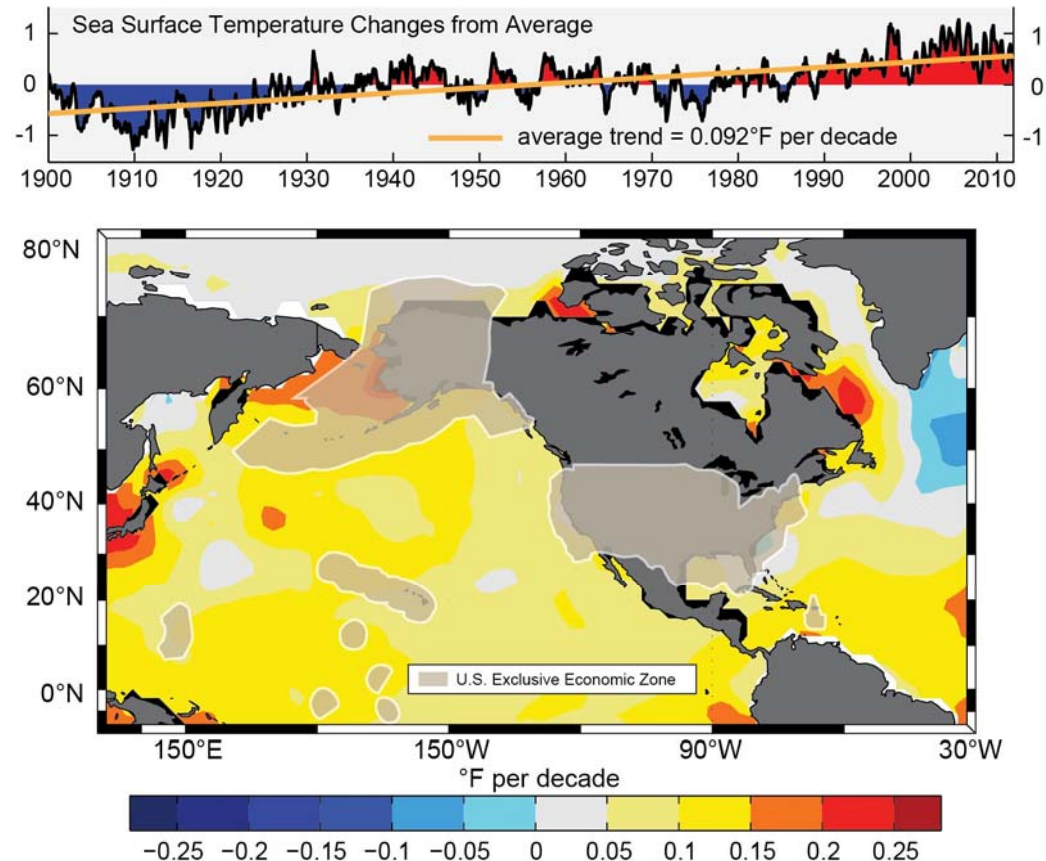 Sea Surface Temperature Changes from Average
1
0
-1
1
0
-1
average trend = 0.092°F per decade
1900 1910 1920 1930 1940 1950 1960 1970 1980 1990 2000 2010
80°N
60°N
40°N
20°N
0°N
U.S. Exclusive Economic Zone
150°E 150°W 90°W 30°W
°F per decade
−0.25 −0.2 −0.15 −0.1 −0.05 0 0.05 0.1 0.15 0.2 0.25